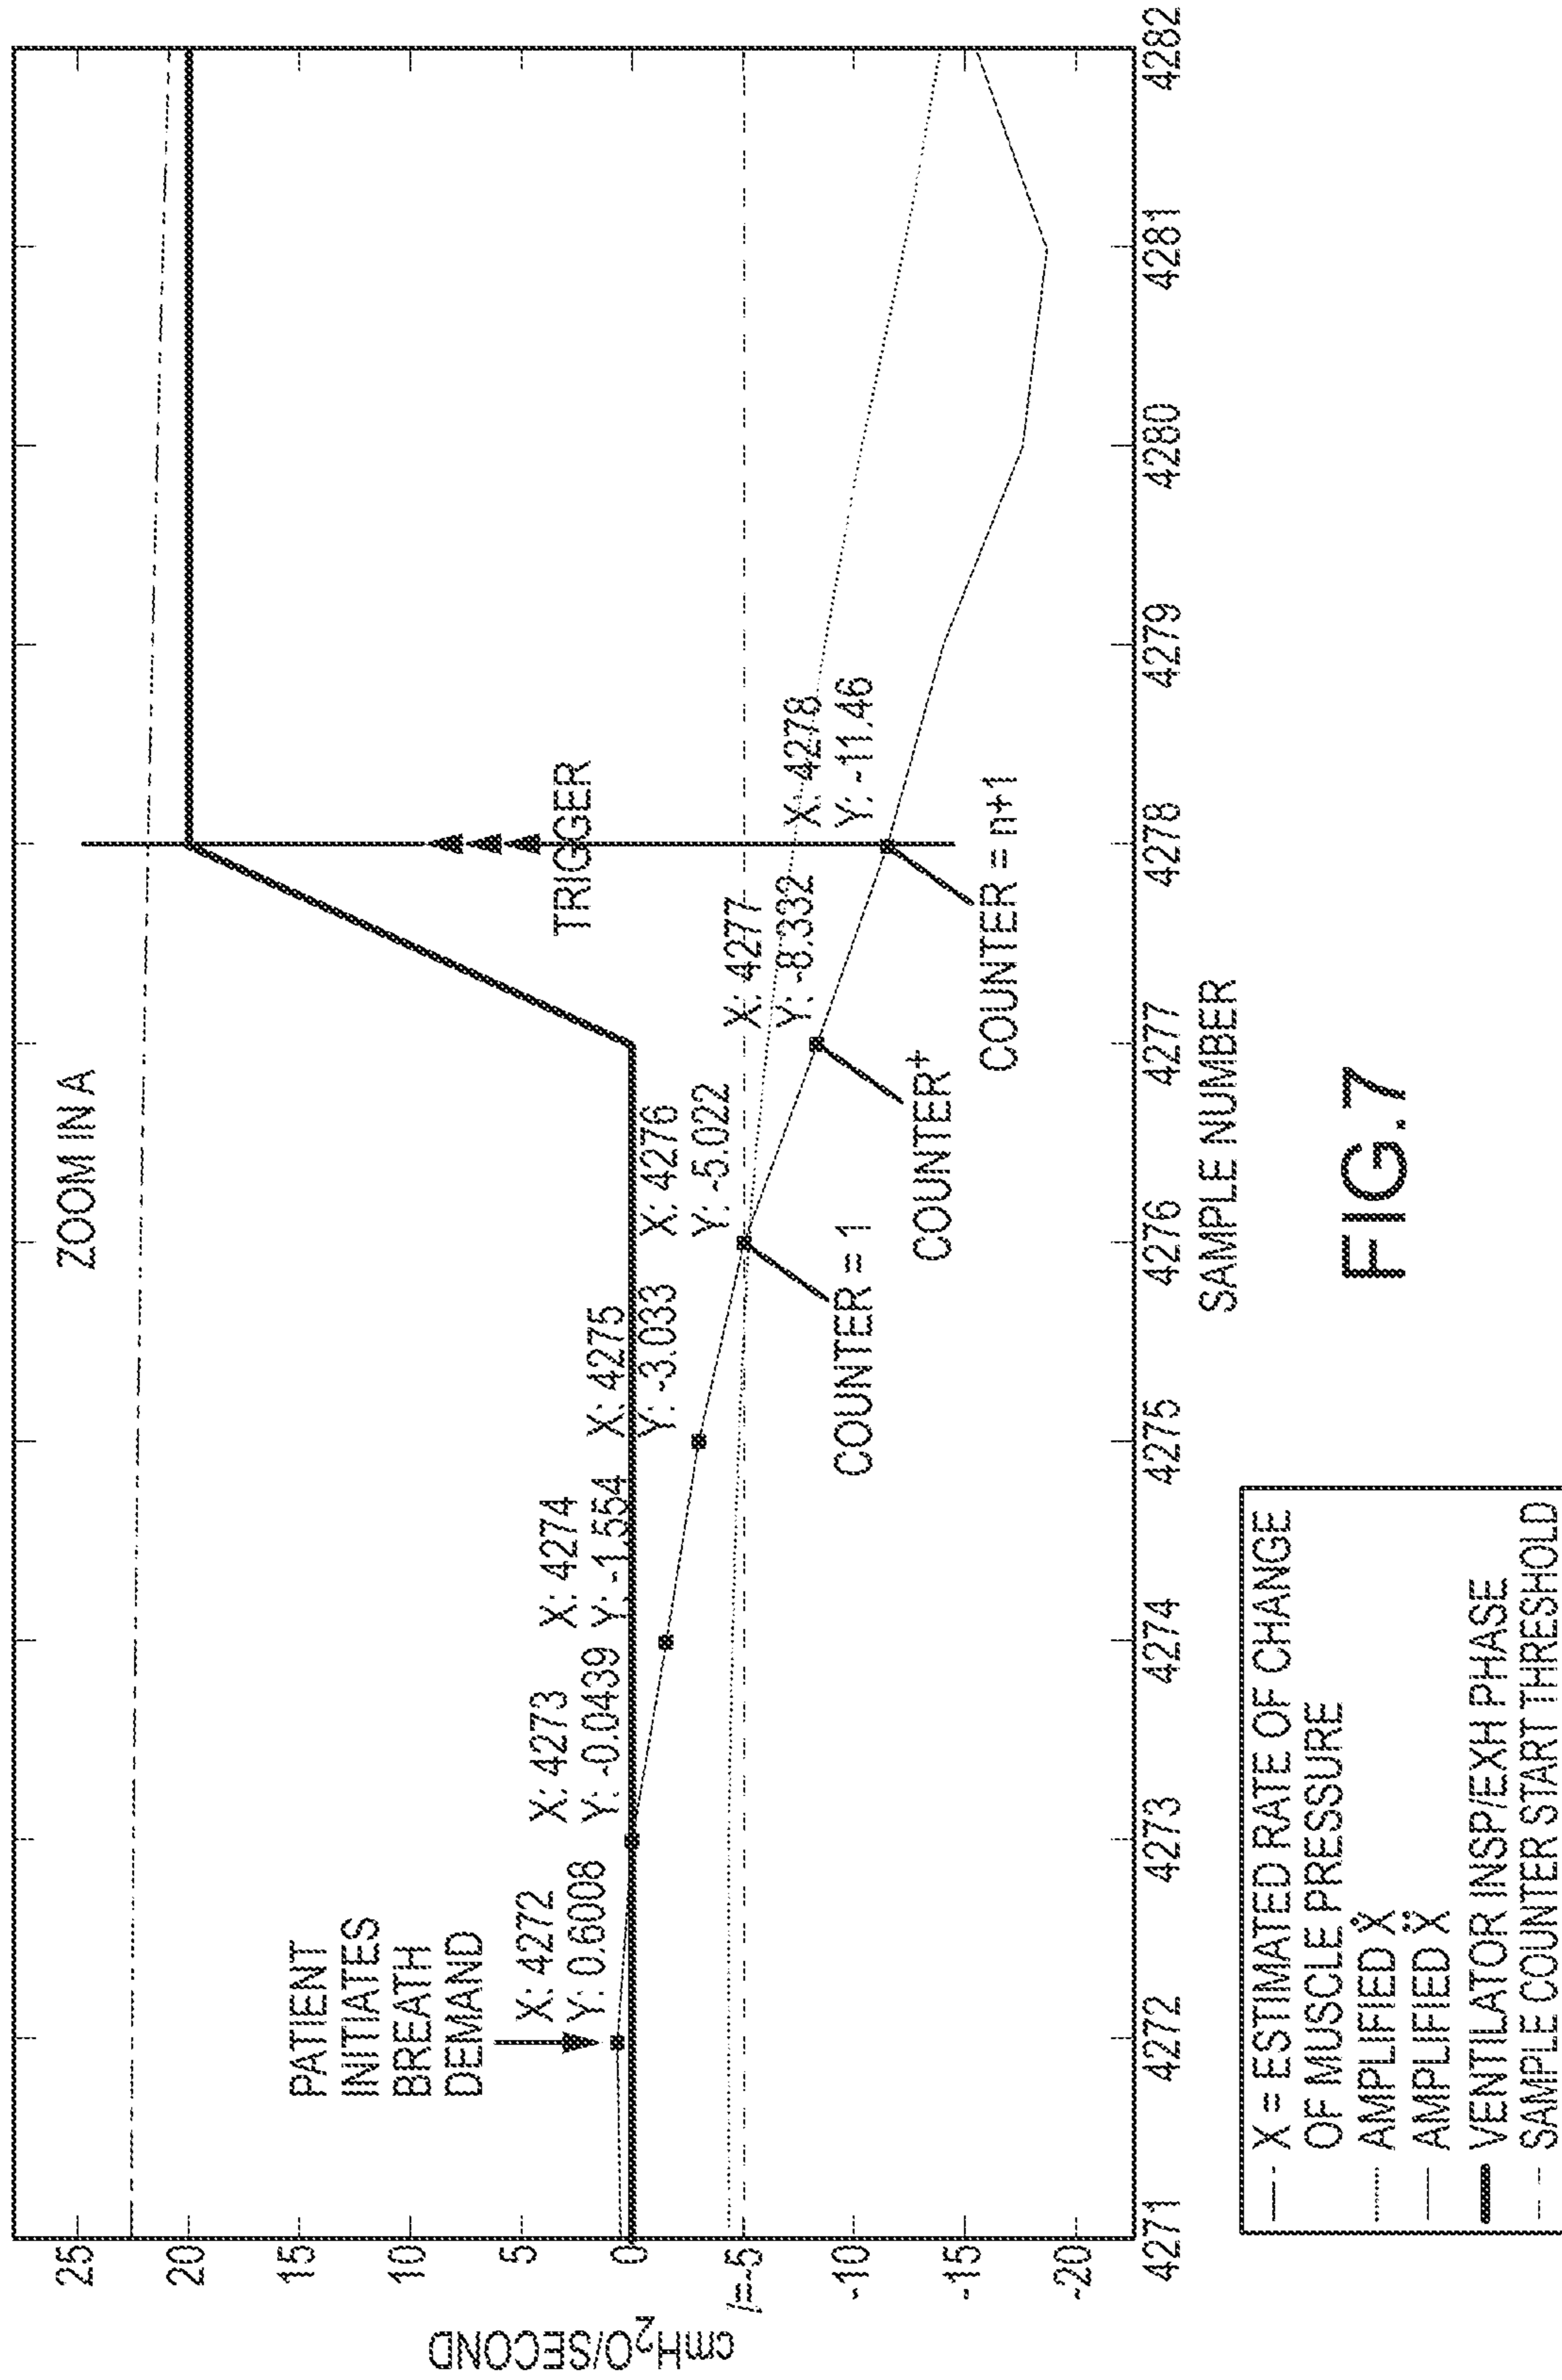 ZOOM IN A
cmH2O/SECOND
25
20
15
10
5
0
l=-5
-10
-15
-20
PATIENT
INITIATES
BREATH
DEMAND
X: 4272
Y: 0.6008
X: 4273
Y: -0.0439
X: 4274
Y: -1.554
X: 4275
Y: -3.033
X: 4276
Y: -5.022
X: 4277
Y: -8.332
X: 4278
Y: -11.46
TRIGGER
COUNTER = 1
COUNTER+
COUNTER = n+1
4271
4272
4273
4274
4275
4276
4277
4278
4279
4280
4281
4282
SAMPLE NUMBER
X = ESTIMATED RATE OF CHANGE
OF MUSCLE PRESSURE
AMPLIFIED Ẋ
AMPLIFIED Ẍ
VENTILATOR INSP/EXH PHASE
SAMPLE COUNTER START THRESHOLD
FIG.7